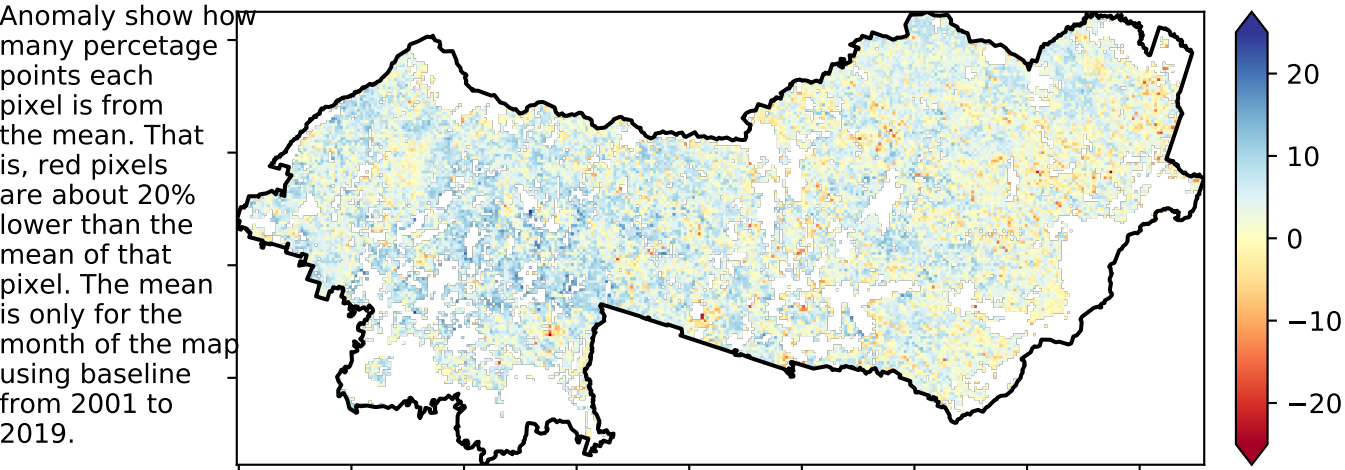 Anomaly show how
many percetage
points each
pixel is from
the mean. That
is, red pixels
are about 20%
lower than the
mean of that
pixel. The mean
is only for the
month of the map
using baseline
from 2001 to
2019.
20
10
0
−10
−20